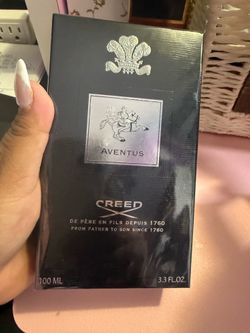 AVENTUS
CREED
DE PÈRE EN FILS DEPUIS 1760
FROM FATHER TO SON SINCE 1760
100 ML 3.3 FL.OZ.